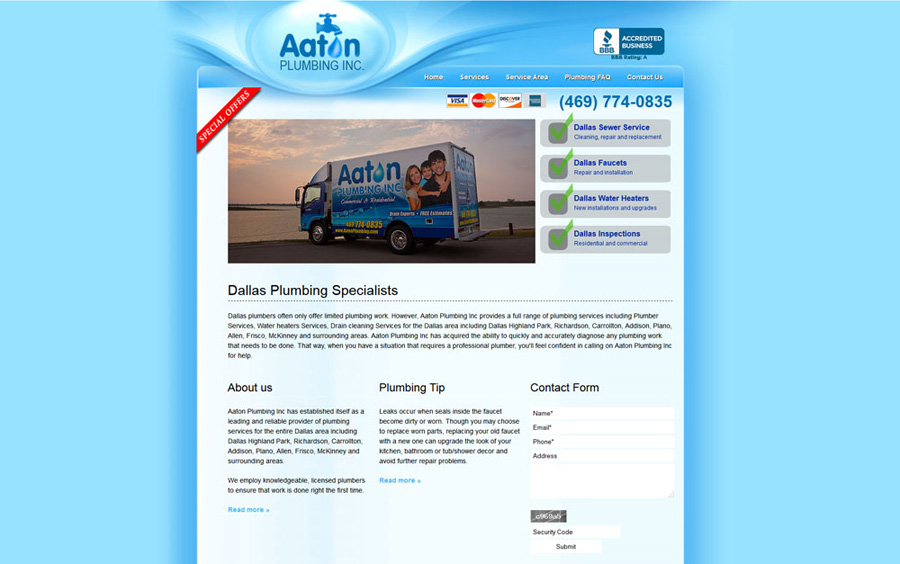 Aaton
PLUMBING INC.
BBB
ACCREDITED
BUSINESS
BBB Rating: A
Home Services Service Area Plumbing FAQ Contact Us
VISA MasterCard DISCOVER
(469) 774-0835
SPECIAL OFFERS
Aaton
PLUMBING INC
Commercial & Residential
Drain Experts - FREE Estimates
469 774-0835
www.AatonPlumbing.com
Dallas Sewer Service
Cleaning, repair and replacement
Dallas Faucets
Repair and installation
Dallas Water Heaters
New installations and upgrades
Dallas Inspections
Residential and commercial
Dallas Plumbing Specialists
Dallas plumbers often only offer limited plumbing work. However, Aaton Plumbing Inc provides a full range of plumbing services including Plumber
Services, Water heaters Services, Drain cleaning Services for the Dallas area including Dallas Highland Park, Richardson, Carrollton, Addison, Plano,
Allen, Frisco, McKinney and surrounding areas. Aaton Plumbing Inc has acquired the ability to quickly and accurately diagnose any plumbing work
that needs to be done. That way, when you have a situation that requires a professional plumber, you'll feel confident in calling on Aaton Plumbing Inc
for help.
About us
Aaton Plumbing Inc has established itself as a
leading and reliable provider of plumbing
services for the entire Dallas area including
Dallas Highland Park, Richardson, Carrollton,
Addison, Plano, Allen, Frisco, McKinney and
surrounding areas.
We employ knowledgeable, licensed plumbers
to ensure that work is done right the first time.
Read more »
Plumbing Tip
Leaks occur when seals inside the faucet
become dirty or worn. Though you may choose
to replace worn parts, replacing your old faucet
with a new one can upgrade the look of your
kitchen, bathroom or tub/shower decor and
avoid further repair problems.
Read more »
Contact Form
Name*
Email*
Phone*
Address
Security Code
Submit